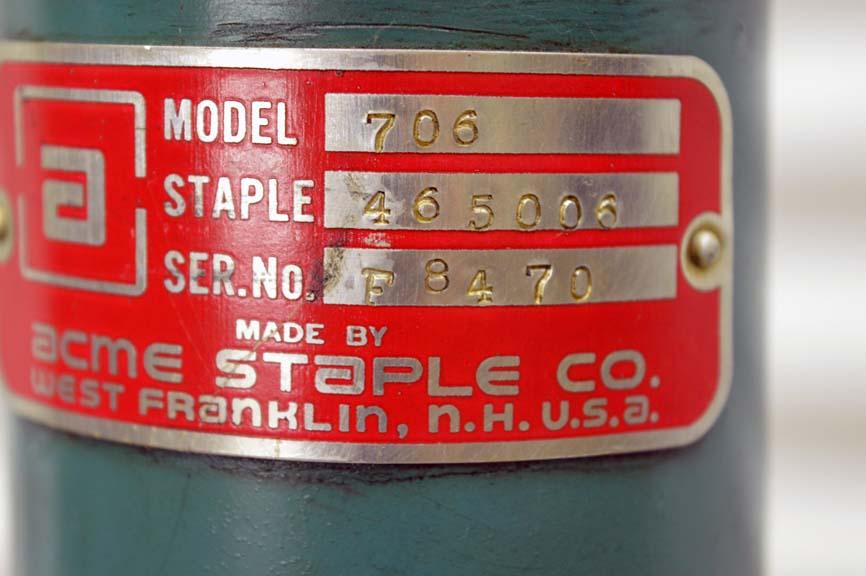 a
MODEL 706
STAPLE 465006
SER.NO. F 8470
MADE BY
acme STaPLE CO.
WEST FRanKLin, n.H. U.S.a.